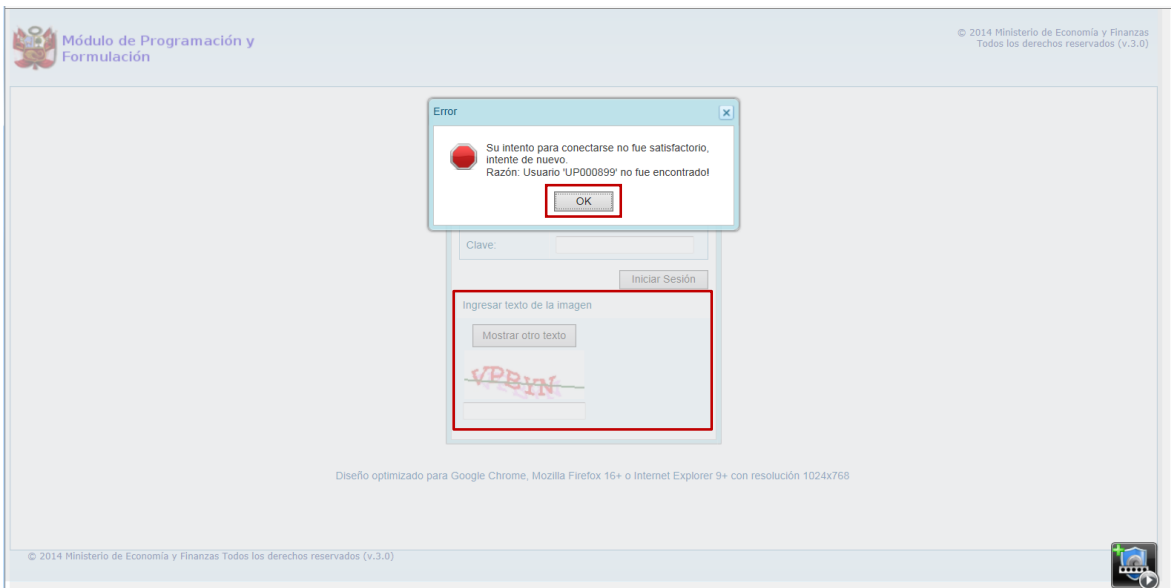 Módulo de Programación y
Formulación
© 2014 Ministerio de Economía y Finanzas
Todos los derechos reservados (v.3.0)
Error
Su intento para conectarse no fue satisfactorio,
intente de nuevo.
Razón: Usuario 'UP000899' no fue encontrado!
OK
Clave:
Iniciar Sesión
Ingresar texto de la imagen
Mostrar otro texto
VPBYN
Diseño optimizado para Google Chrome, Mozilla Firefox 16+ o Internet Explorer 9+ con resolución 1024x768
© 2014 Ministerio de Economía y Finanzas Todos los derechos reservados (v.3.0)